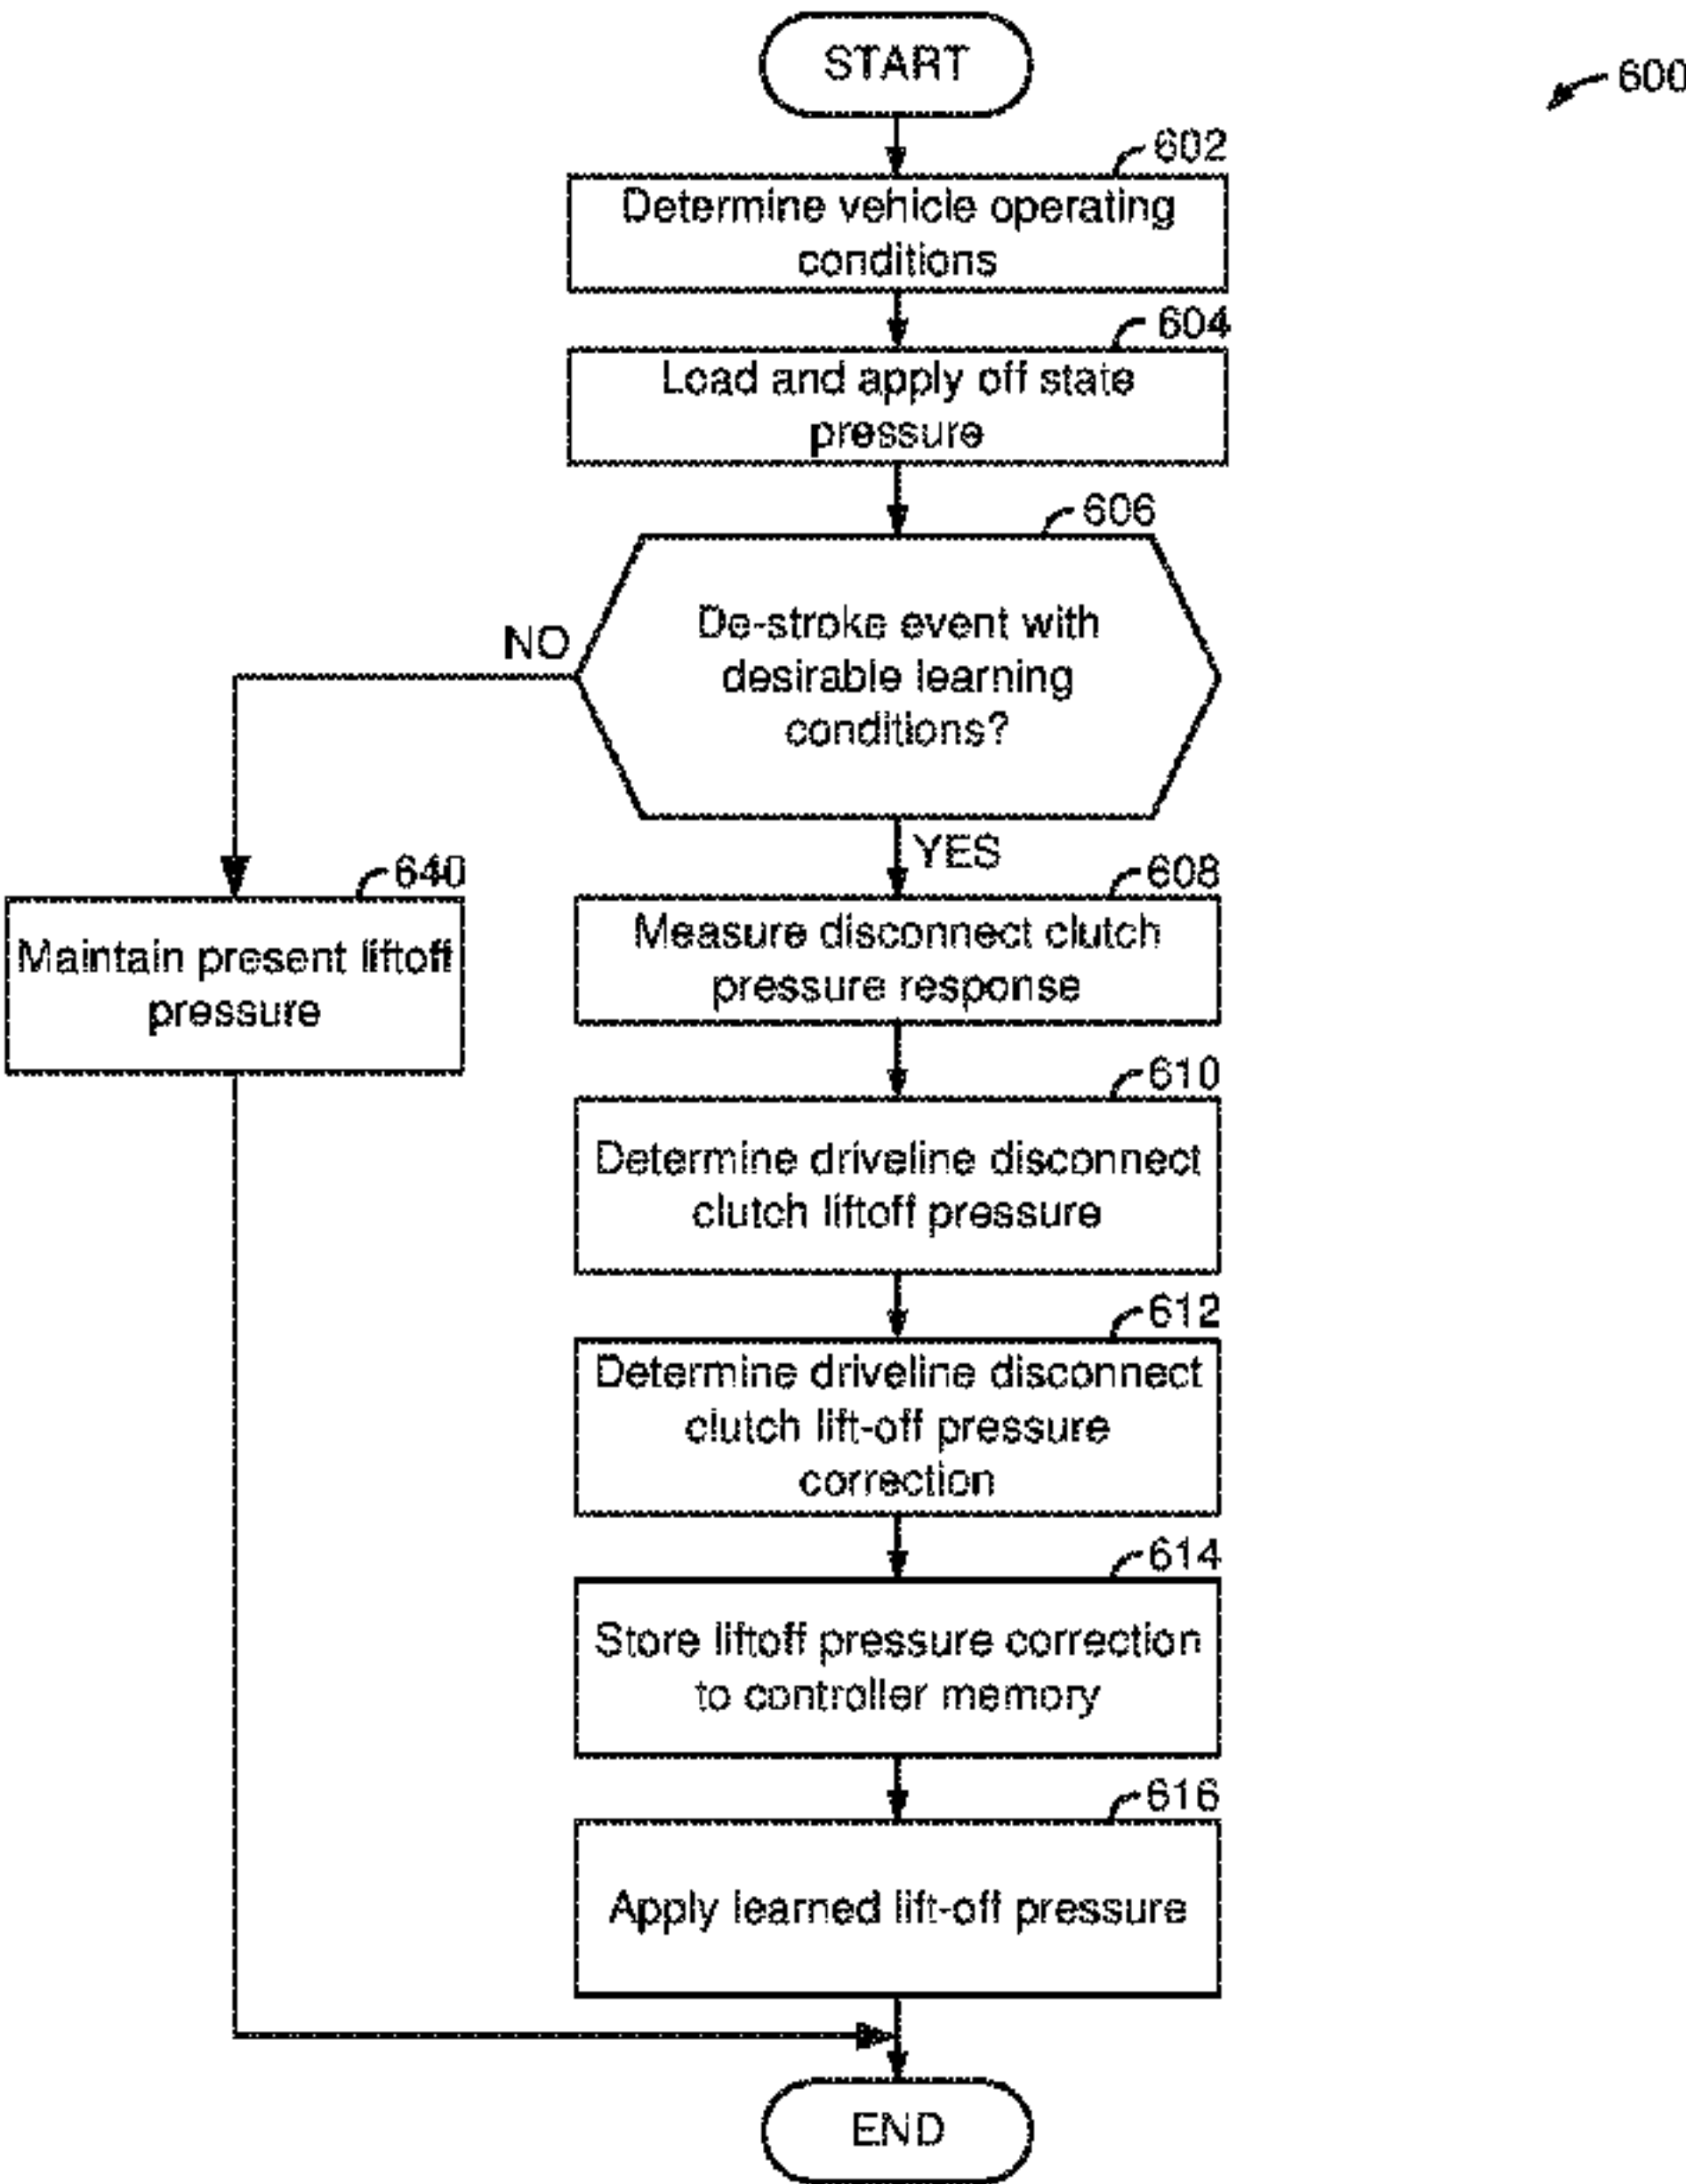 START
600
602
Determine vehicle operating
conditions
604
Load and apply off state
pressure
606
De-stroke event with
desirable learning
conditions?
NO
YES
640
Maintain present liftoff
pressure
608
Measure disconnect clutch
pressure response
610
Determine driveline disconnect
clutch liftoff pressure
612
Determine driveline disconnect
clutch lift-off pressure
correction
614
Store liftoff pressure correction
to controller memory
616
Apply learned lift-off pressure
END